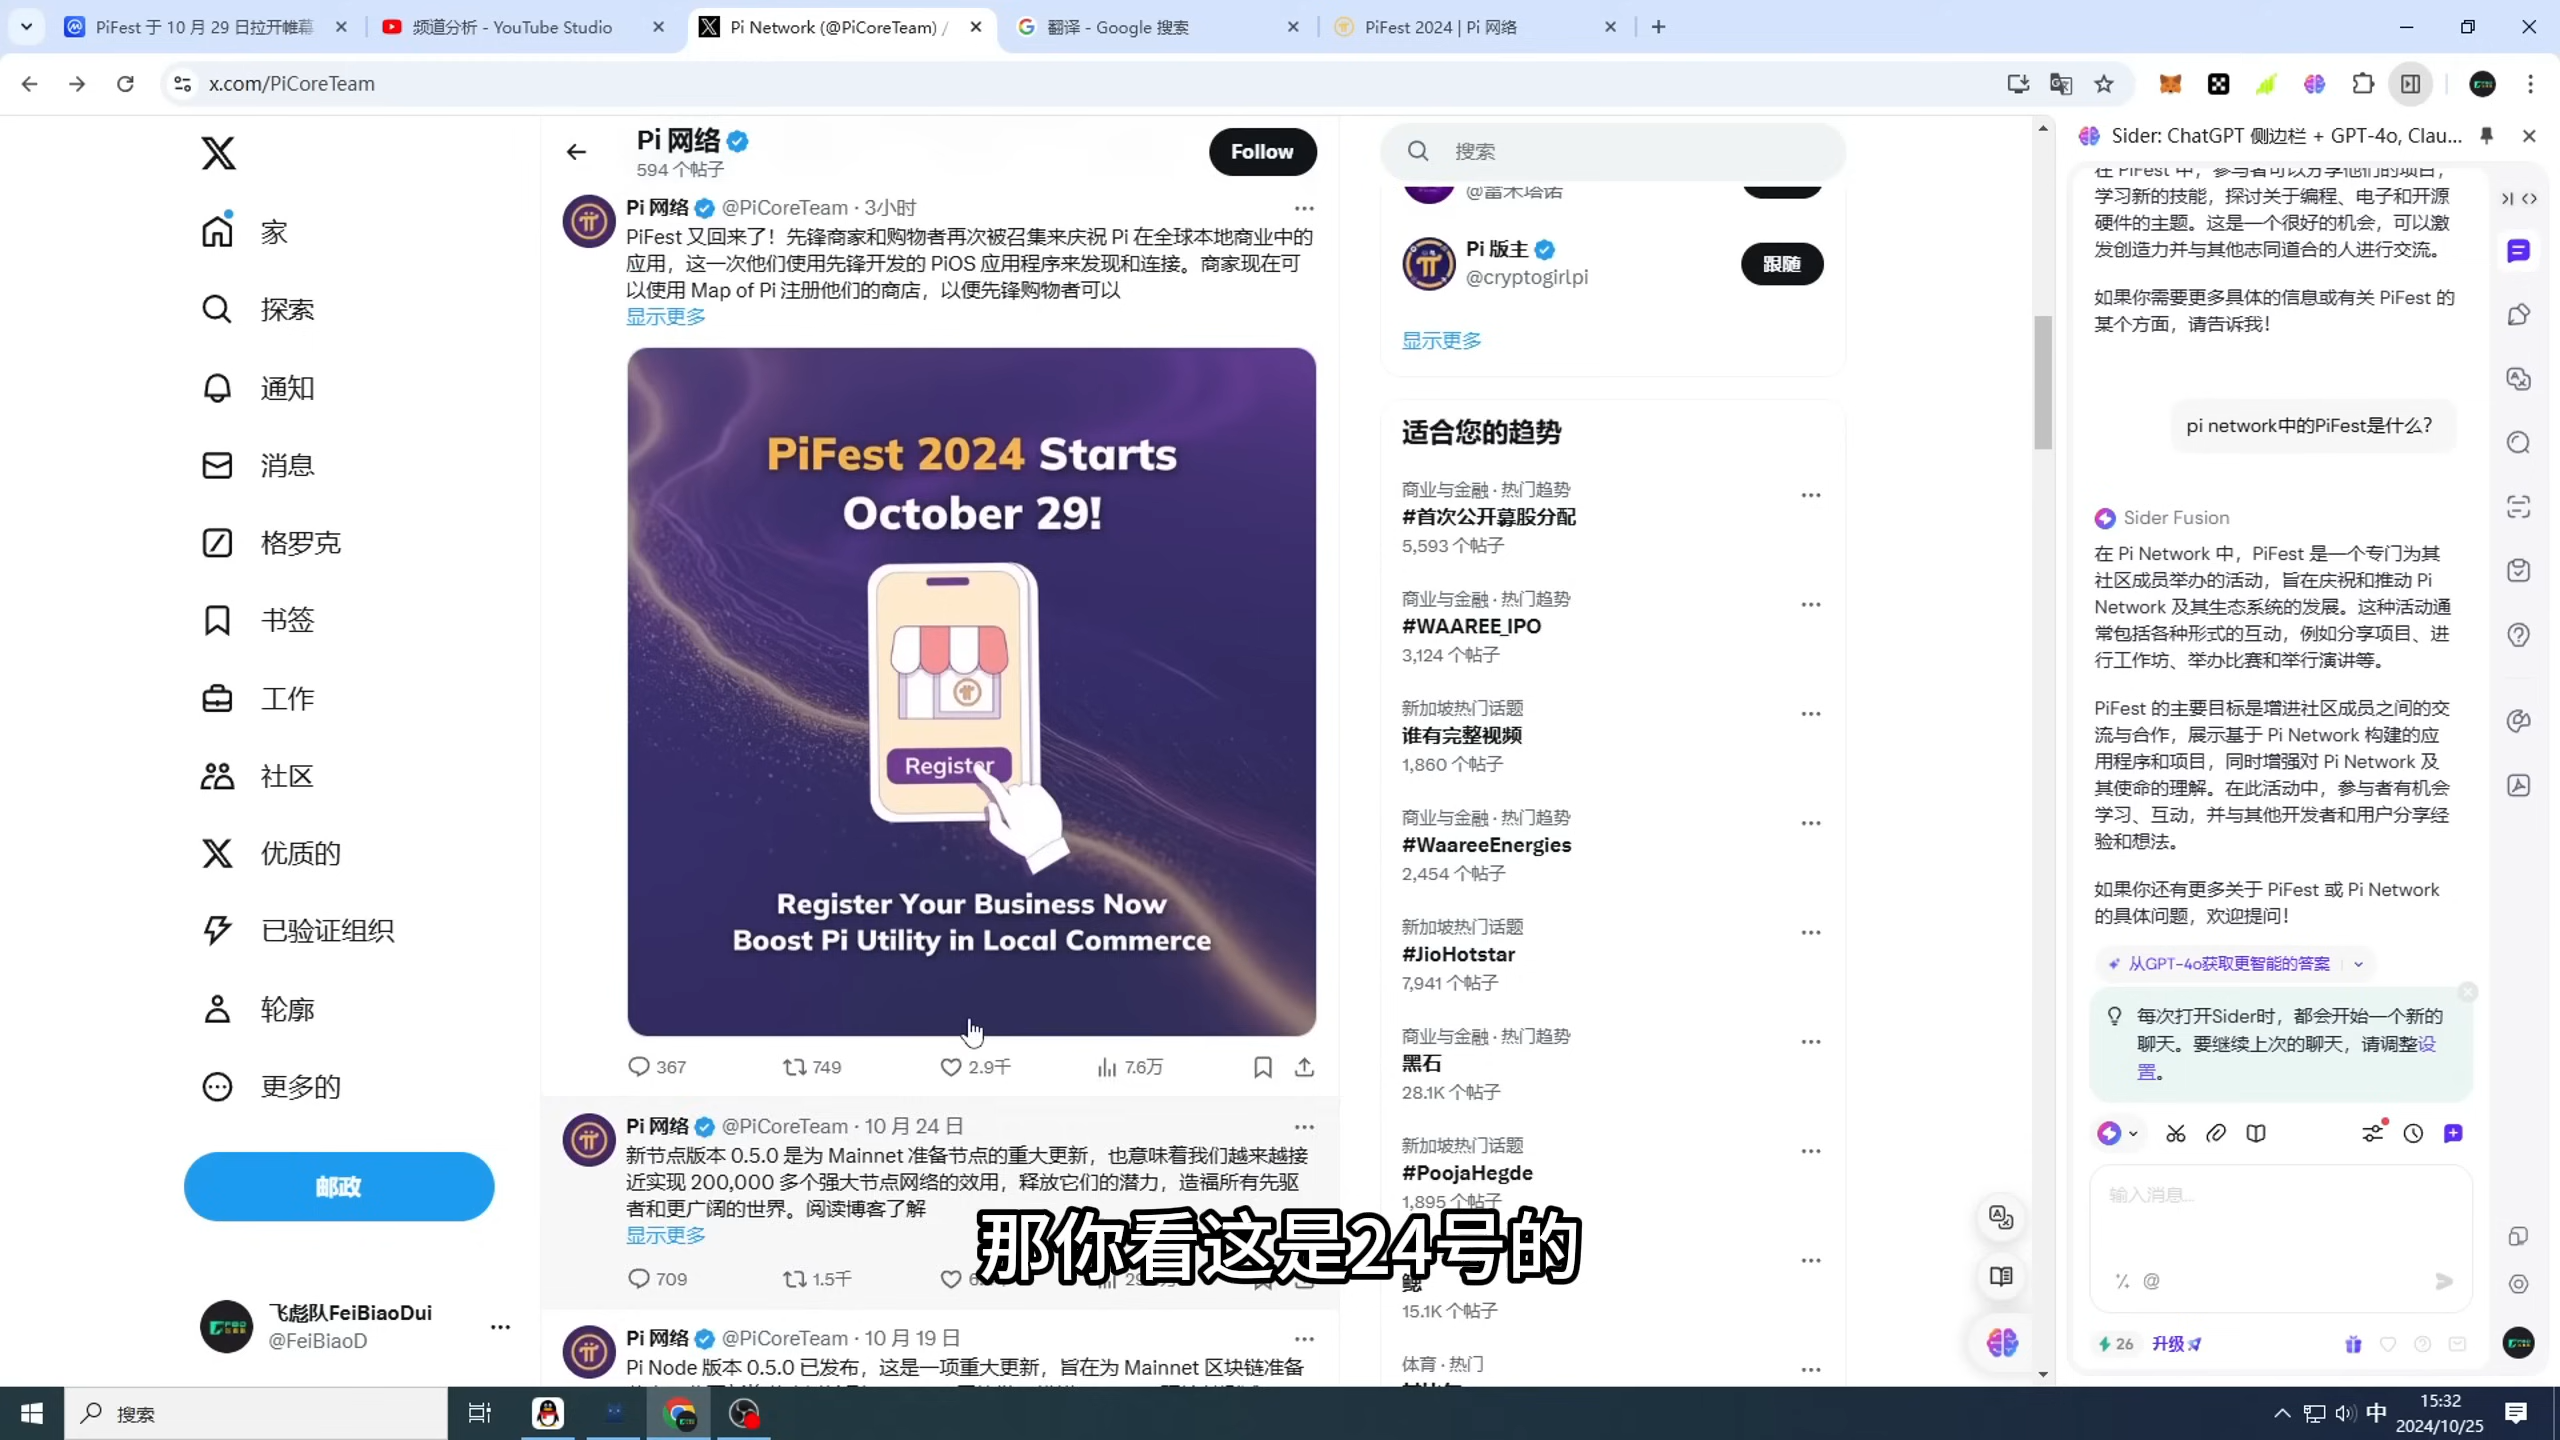 PiFest 于 10 月 29 日拉开帷幕
频道分析 - YouTube Studio
Pi Network (@PiCoreTeam) /
翻译 - Google 搜索
PiFest 2024 | Pi 网络
x.com/PiCoreTeam
家
探索
通知
消息
格罗克
书签
工作
社区
优质的
已验证组织
轮廓
更多的
邮政
飞彪队FeiBiaoDui
@FeiBiaoD
Pi 网络
594 个帖子
Follow
Pi 网络 @PiCoreTeam · 3小时
PiFest 又回来了！先锋商家和购物者再次被召集来庆祝 Pi 在全球本地商业中的
应用，这一次他们使用先锋开发的 PiOS 应用程序来发现和连接。商家现在可
以使用 Map of Pi 注册他们的商店，以便先锋购物者可以
显示更多
PiFest 2024 Starts
October 29!
Register
Register Your Business Now
Boost Pi Utility in Local Commerce
367
749
2.9千
7.6万
Pi 网络 @PiCoreTeam · 10 月 24 日
新节点版本 0.5.0 是为 Mainnet 准备节点的重大更新，也意味着我们越来越接
近实现 200,000 多个强大节点网络的效用，释放它们的潜力，造福所有先驱
者和更广阔的世界。阅读博客了解
显示更多
709
1.5千
Pi 网络 @PiCoreTeam · 10 月 19 日
Pi Node 版本 0.5.0 已发布，这是一项重大更新，旨在为 Mainnet 区块链准备
那你看这是24号的
搜索
@雷米塔诺
Pi 版主
@cryptogirlpi
跟随
显示更多
适合您的趋势
商业与金融 · 热门趋势
#首次公开募股分配
5,593 个帖子
商业与金融 · 热门趋势
#WAAREE_IPO
3,124 个帖子
新加坡热门话题
谁有完整视频
1,860 个帖子
商业与金融 · 热门趋势
#WaareeEnergies
2,454 个帖子
新加坡热门话题
#JioHotstar
7,941 个帖子
商业与金融 · 热门趋势
黑石
28.1K 个帖子
新加坡热门话题
#PoojaHegde
1,895 个帖子
15.1K 个帖子
体育 · 热门
Sider: ChatGPT 侧边栏 + GPT-4o, Clau...
在 PiFest 中，参与者可以分享他们的项目，
学习新的技能，探讨关于编程、电子和开源
硬件的主题。这是一个很好的机会，可以激
发创造力并与其他志同道合的人进行交流。
如果你需要更多具体的信息或有关 PiFest 的
某个方面，请告诉我！
pi network中的PiFest是什么？
Sider Fusion
在 Pi Network 中，PiFest 是一个专门为其
社区成员举办的活动，旨在庆祝和推动 Pi
Network 及其生态系统的发展。这种活动通
常包括各种形式的互动，例如分享项目、进
行工作坊、举办比赛和举行演讲等。
PiFest 的主要目标是增进社区成员之间的交
流与合作，展示基于 Pi Network 构建的应
用程序和项目，同时增强对 Pi Network 及
其使命的理解。在此活动中，参与者有机会
学习、互动，并与其他开发者和用户分享经
验和想法。
如果你还有更多关于 PiFest 或 Pi Network
的具体问题，欢迎提问！
从GPT-4o获取更智能的答案
每次打开Sider时，都会开始一个新的
聊天。要继续上次的聊天，请调整设
置。
输入消息...
26
升级
搜索
中
15:32
2024/10/25